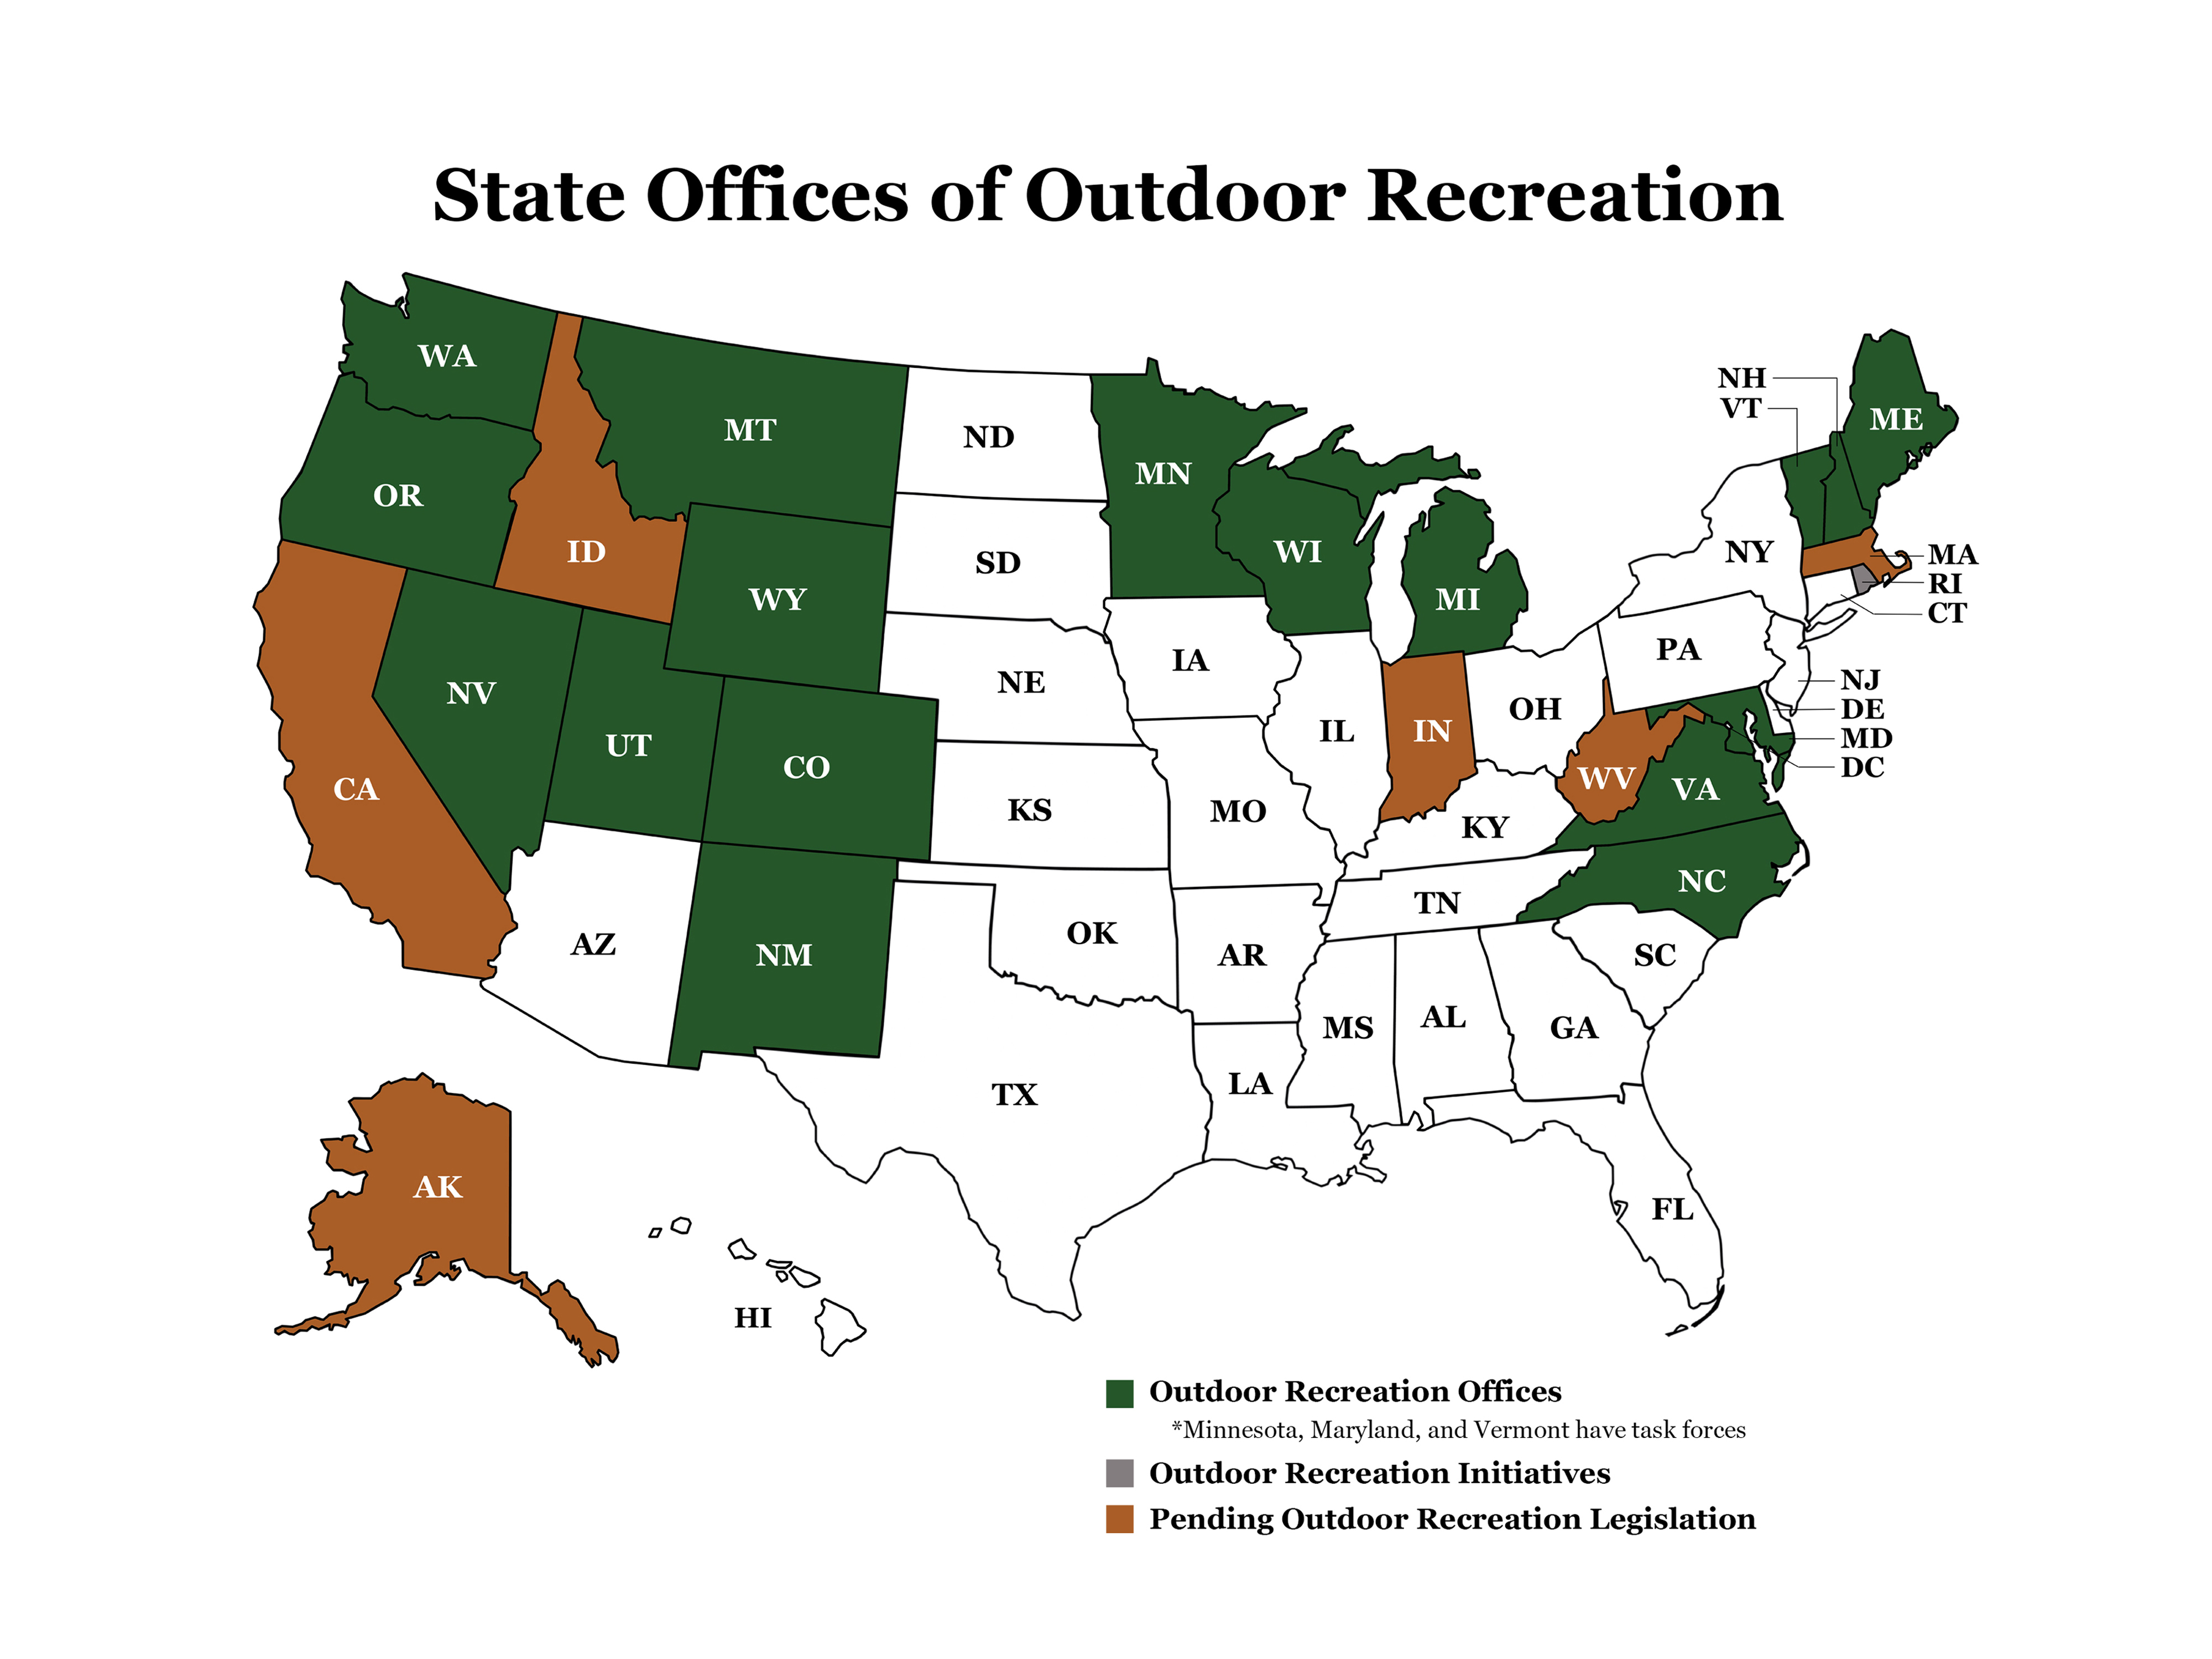 State Offices of Outdoor Recreation
WA
MT
ND
MN
NH
VT
ME
OR
ID
SD
WI
MI
NY
MA
RI
CT
WY
IA
PA
NE
NJ
DE
MD
DC
NV
UT
CO
IL
IN
OH
WV
VA
CA
KS
MO
KY
NC
AZ
NM
OK
AR
TN
SC
MS
AL
GA
TX
LA
AK
FL
HI
Outdoor Recreation Offices
*Minnesota, Maryland, and Vermont have task forces
Outdoor Recreation Initiatives
Pending Outdoor Recreation Legislation